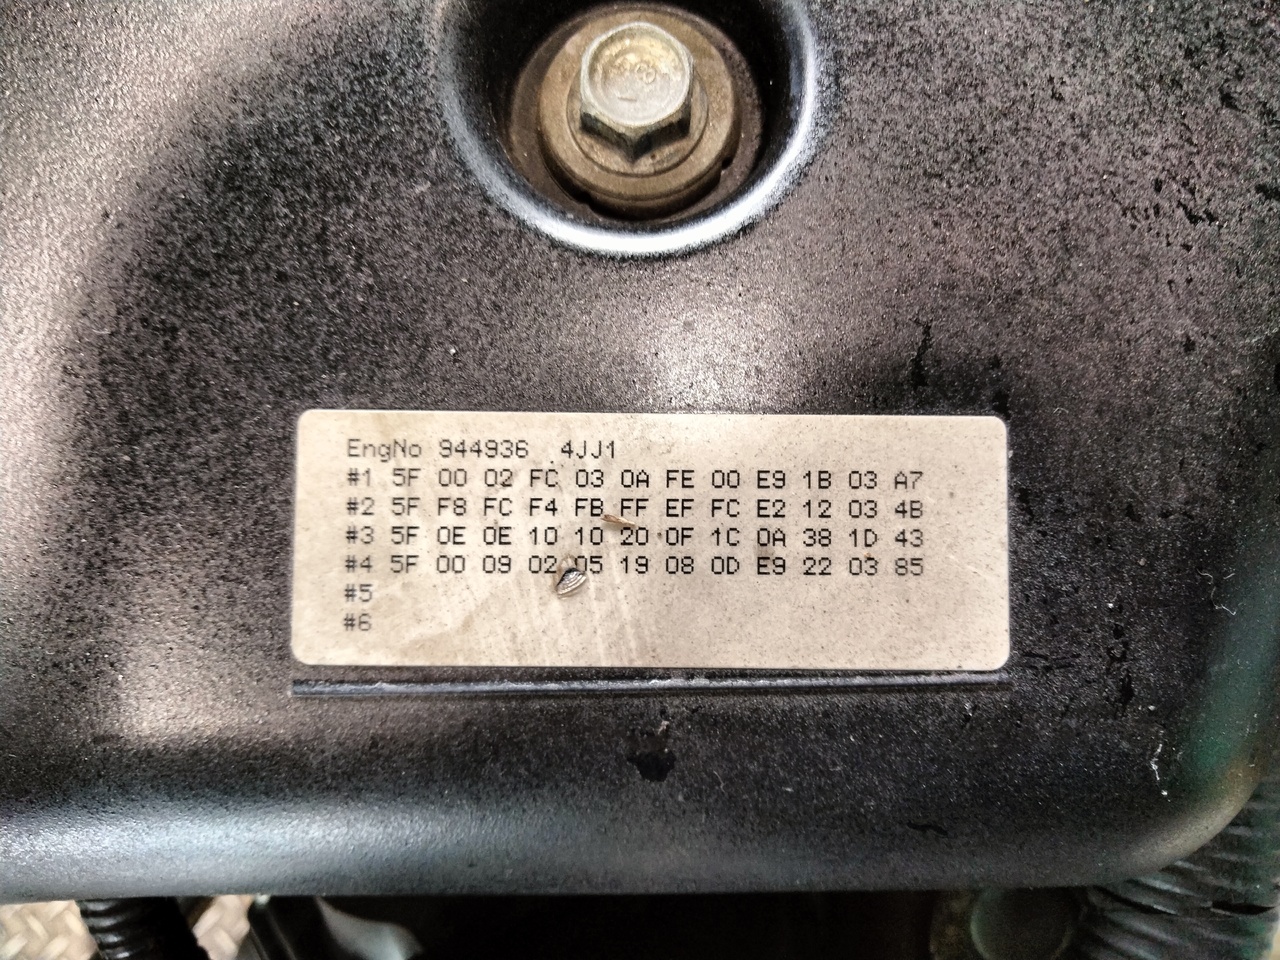 EngNo 944936 4JJ1
#1 5F 00 02 FC 03 0A FE 00 E9 1B 03 A7
#2 5F F8 FC F4 FB FF EF FC E2 12 03 4B
#3 5F 0E 0E 10 10 20 0F 1C 0A 38 1D 43
#4 5F 00 09 02 05 19 08 0D E9 22 03 85
#5
#6